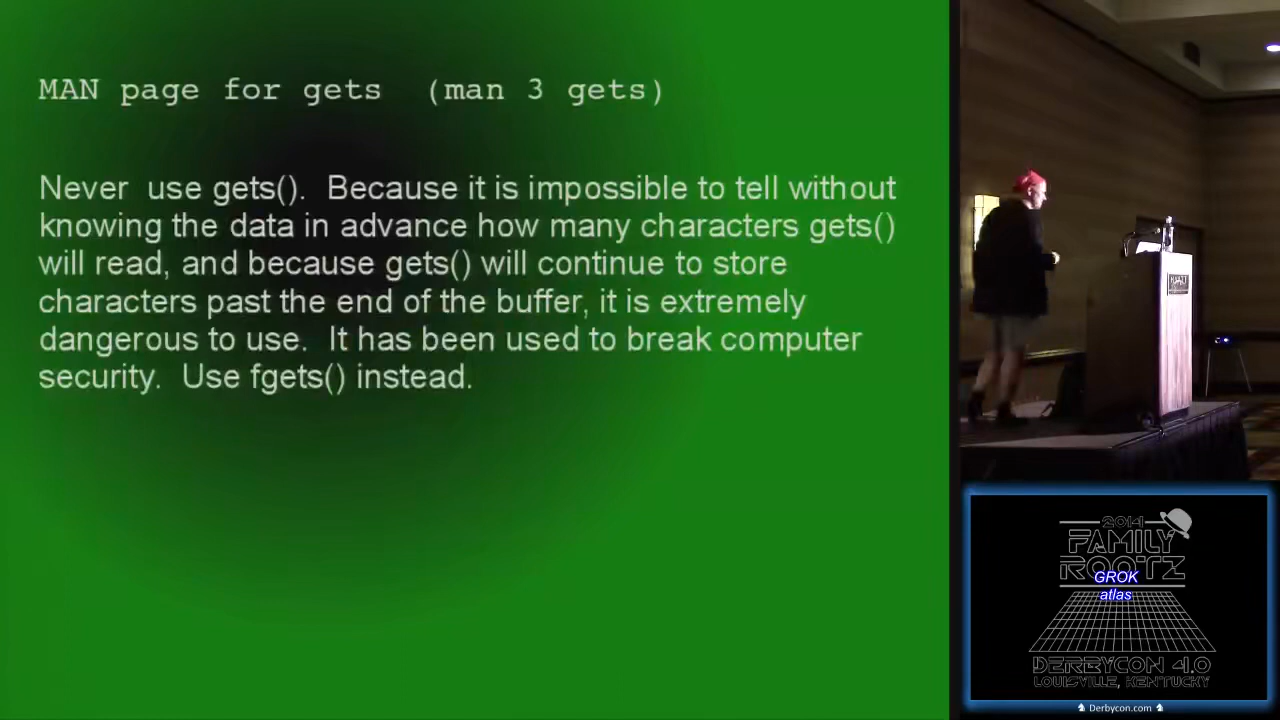 MAN page for gets (man 3 gets)
Never use gets(). Because it is impossible to tell without
knowing the data in advance how many characters gets()
will read, and because gets() will continue to store
characters past the end of the buffer, it is extremely
dangerous to use. It has been used to break computer
security. Use fgets() instead.
2014
FAMILY
ROOTZ
GROK
atlas
DERBYCON 4.0
LOUISVILLE, KENTUCKY
Derbycon.com